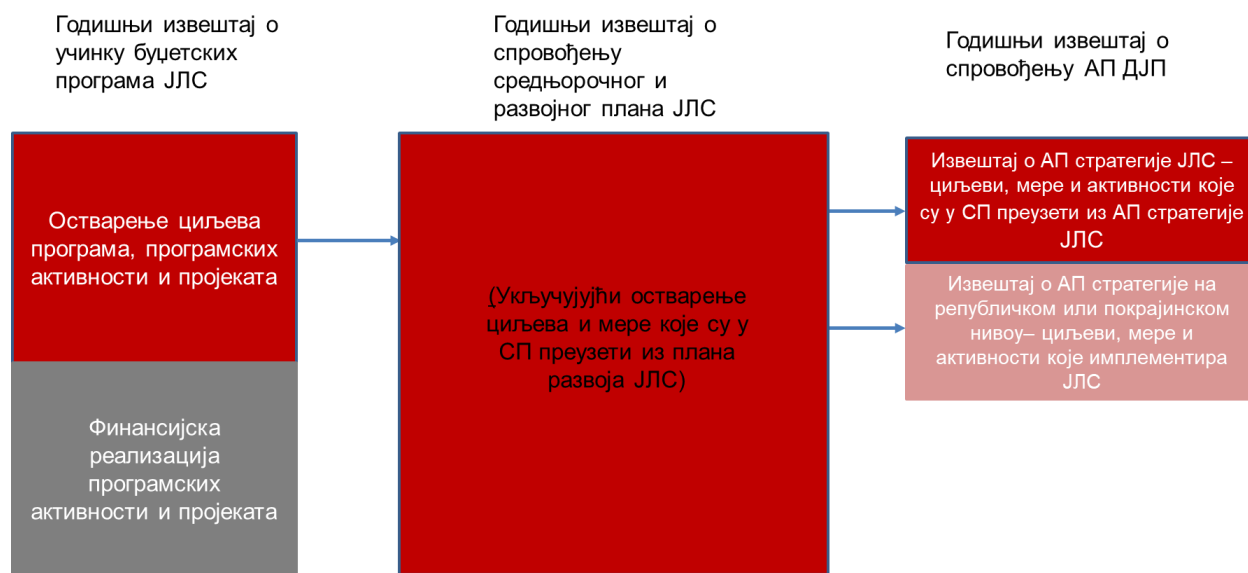 Годишњи извештај о
учинку буџетских
програма ЈЛС
Остварење циљева
програма, програмских
активности и пројеката
Финансијска
реализација
програмских
активности и пројеката
Годишњи извештај о
спровођењу
средњорочног и
развојног плана ЈЛС
(Укључујујћи остварење
циљева и мере које су у
СП преузети из плана
развоја ЈЛС)
Годишњи извештај о
спровођењу АП ДЈП
Извештај о АП стратегије ЈЛС –
циљеви, мере и активности које
су у СП преузети из АП стратегије
ЈЛС
Извештај о АП стратегије на
републичком или покрајинском
нивоу– циљеви, мере и
активности које имплементира
ЈЛС